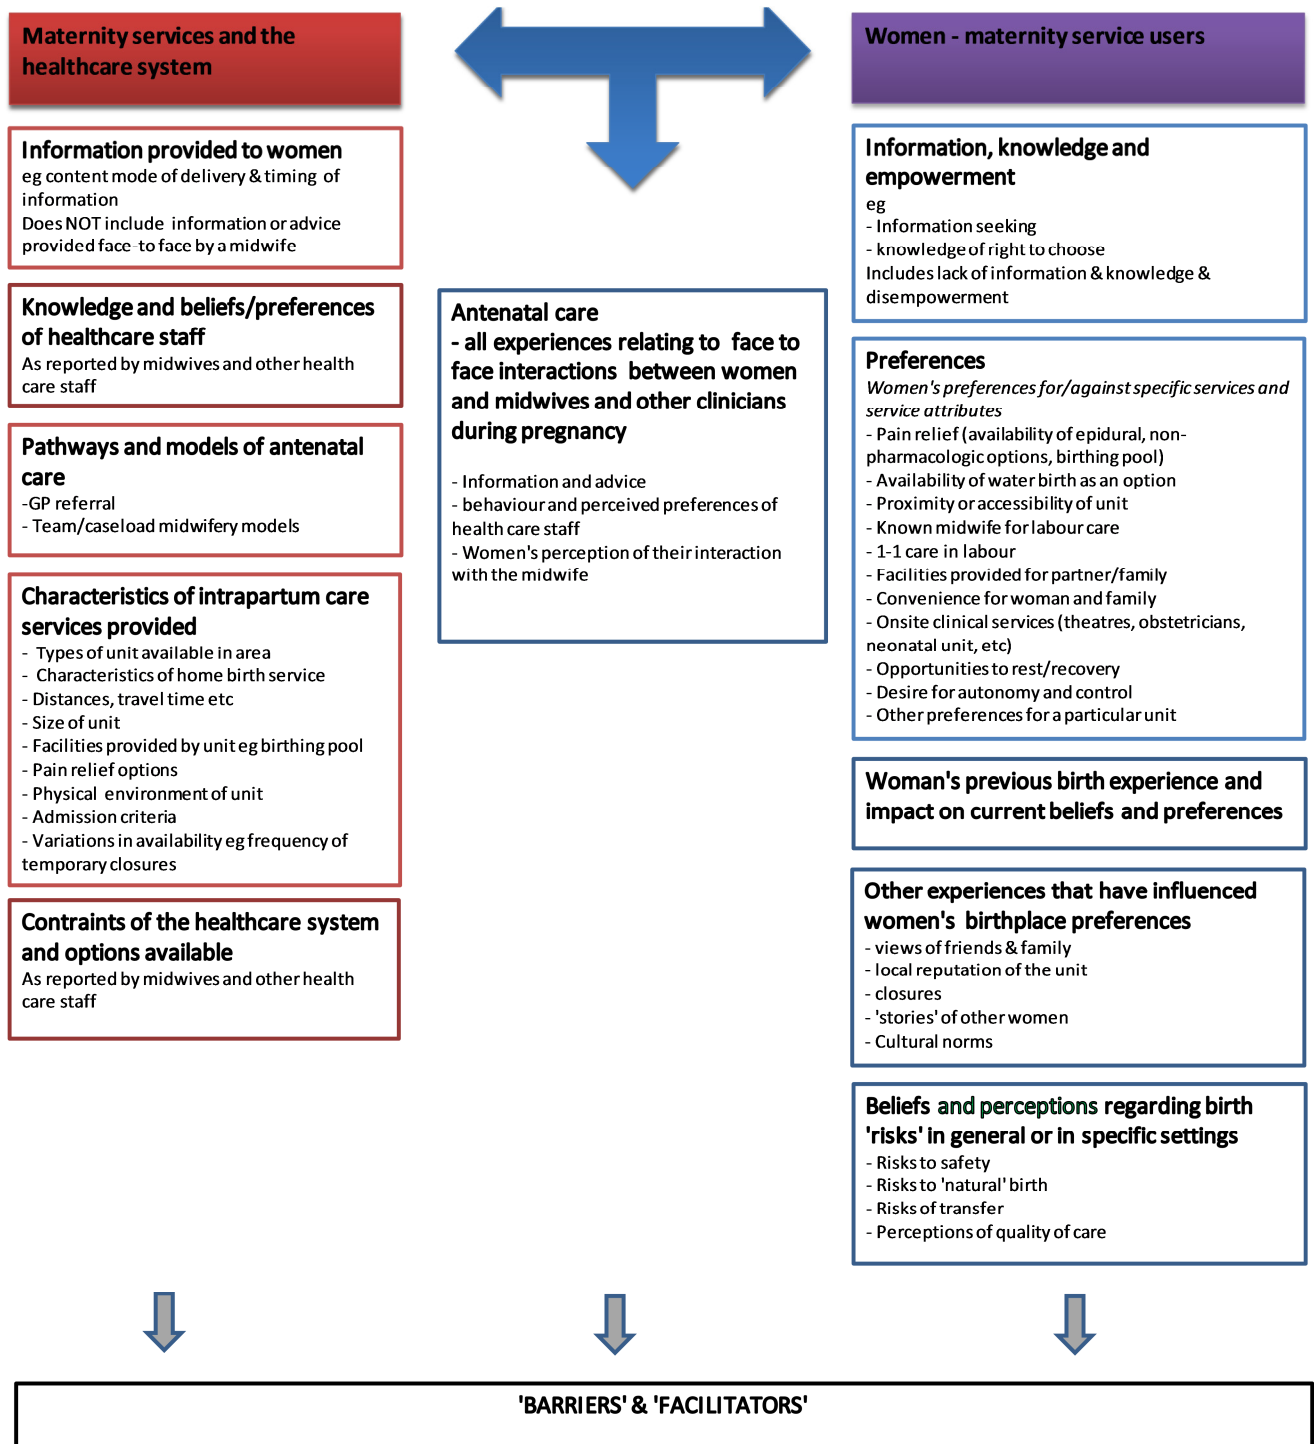 Maternity services and the
healthcare system
Information provided to women
eg content mode of delivery & timing of
information
Does NOT include information or advice
provided face-to face by a midwife
Knowledge and beliefs/preferences
of healthcare staff
As reported by midwives and other health
care staff
Pathways and models of antenatal
care
-GP referral
- Team/caseload midwifery models
Characteristics of intrapartum care
services provided
- Types of unit available in area
- Characteristics of home birth service
- Distances, travel time etc
- Size of unit
- Facilities provided by unit eg birthing pool
- Pain relief options
- Physical environment of unit
- Admission criteria
- Variations in availability eg frequency of
temporary closures
Contraints of the healthcare system
and options available
As reported by midwives and other health
care staff
Antenatal care
- all experiences relating to face to
face interactions between women
and midwives and other clinicians
during pregnancy
- Information and advice
- behaviour and perceived preferences of
health care staff
- Women's perception of their interaction
with the midwife
Women - maternity service users
Information, knowledge and
empowerment
eg
- Information seeking
- knowledge of right to choose
Includes lack of information & knowledge &
disempowerment
Preferences
Women's preferences for/against specific services and
service attributes
- Pain relief (availability of epidural, non-
pharmacologic options, birthing pool)
- Availability of water birth as an option
- Proximity or accessibility of unit
- Known midwife for labour care
- 1-1 care in labour
- Facilities provided for partner/family
- Convenience for woman and family
- Onsite clinical services (theatres, obstetricians,
neonatal unit, etc)
- Opportunities to rest/recovery
- Desire for autonomy and control
- Other preferences for a particular unit
Woman's previous birth experience and
impact on current beliefs and preferences
Other experiences that have influenced
women's birthplace preferences
- views of friends & family
- local reputation of the unit
- closures
- 'stories' of other women
- Cultural norms
Beliefs and perceptions regarding birth
'risks' in general or in specific settings
- Risks to safety
- Risks to 'natural' birth
- Risks of transfer
- Perceptions of quality of care
'BARRIERS' & 'FACILITATORS'